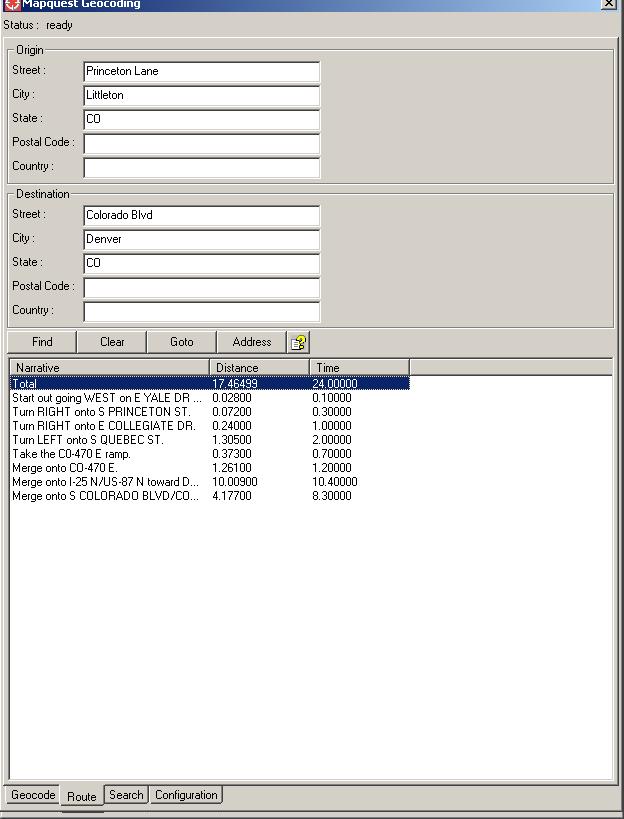 Mapquest Geocoding
Status : ready
Origin
Street : Princeton Lane
City : Littleton
State : CO
Postal Code :
Country :
Destination
Street : Colorado Blvd
City : Denver
State : CO
Postal Code :
Country :
Find Clear Goto Address
Narrative Distance Time
Total 17.46499 24.00000
Start out going WEST on E YALE DR ... 0.02800 0.10000
Turn RIGHT onto S PRINCETON ST. 0.07200 0.30000
Turn RIGHT onto E COLLEGIATE DR. 0.24000 1.00000
Turn LEFT onto S QUEBEC ST. 1.30500 2.00000
Take the CO-470 E ramp. 0.37300 0.70000
Merge onto CO-470 E. 1.26100 1.20000
Merge onto I-25 N/US-87 N toward D... 10.00900 10.40000
Merge onto S COLORADO BLVD/CO... 4.17700 8.30000
Geocode Route Search Configuration